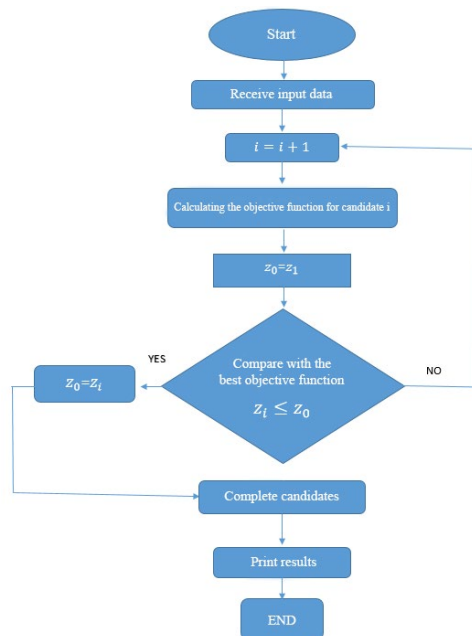 Start
Receive input data
i = i + 1
Calculating the objective function for candidate i
z₀=z₁
YES
Compare with the
best objective function
zᵢ ≤ z₀
NO
z₀=zᵢ
Complete candidates
Print results
END